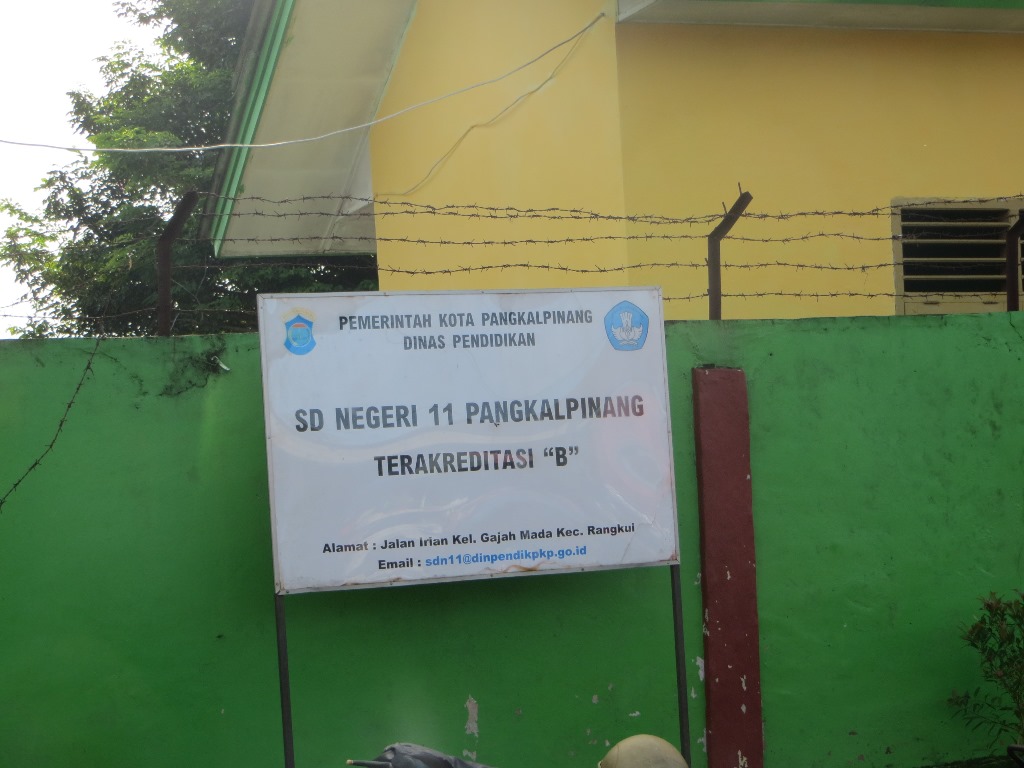 PEMERINTAH KOTA PANGKALPINANG
DINAS PENDIDIKAN
SD NEGERI 11 PANGKALPINANG
TERAKREDITASI “B”
Alamat : Jalan Irian Kel. Gajah Mada Kec. Rangkui
Email : sdn11@dinpendikpkp.go.id